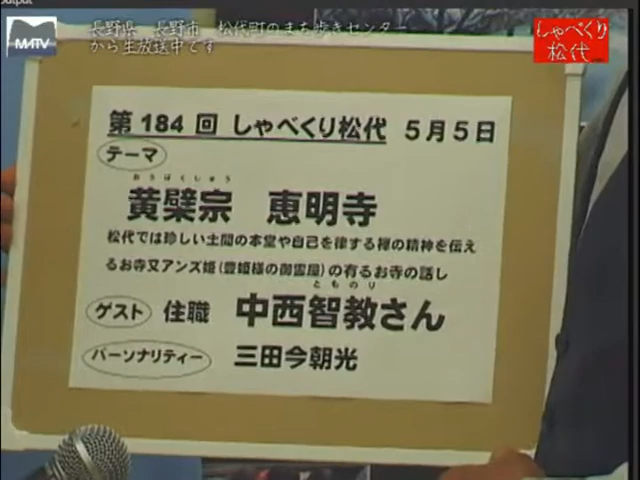 MATV
長野県　長野市　松代町のまち歩きセンター
から生放送中です
しゃべくり
松代
第184回 しゃべくり松代 5月5日
テーマ
おうばくしゅう
黄檗宗　恵明寺
松代では珍しい土間の本堂や自己を律する禅の精神を伝え
るお寺又アンズ姫(豊姫様の御霊屋)の有るお寺の話し
とものり
ゲスト 住職 中西智教さん
パーソナリティー 三田今朝光